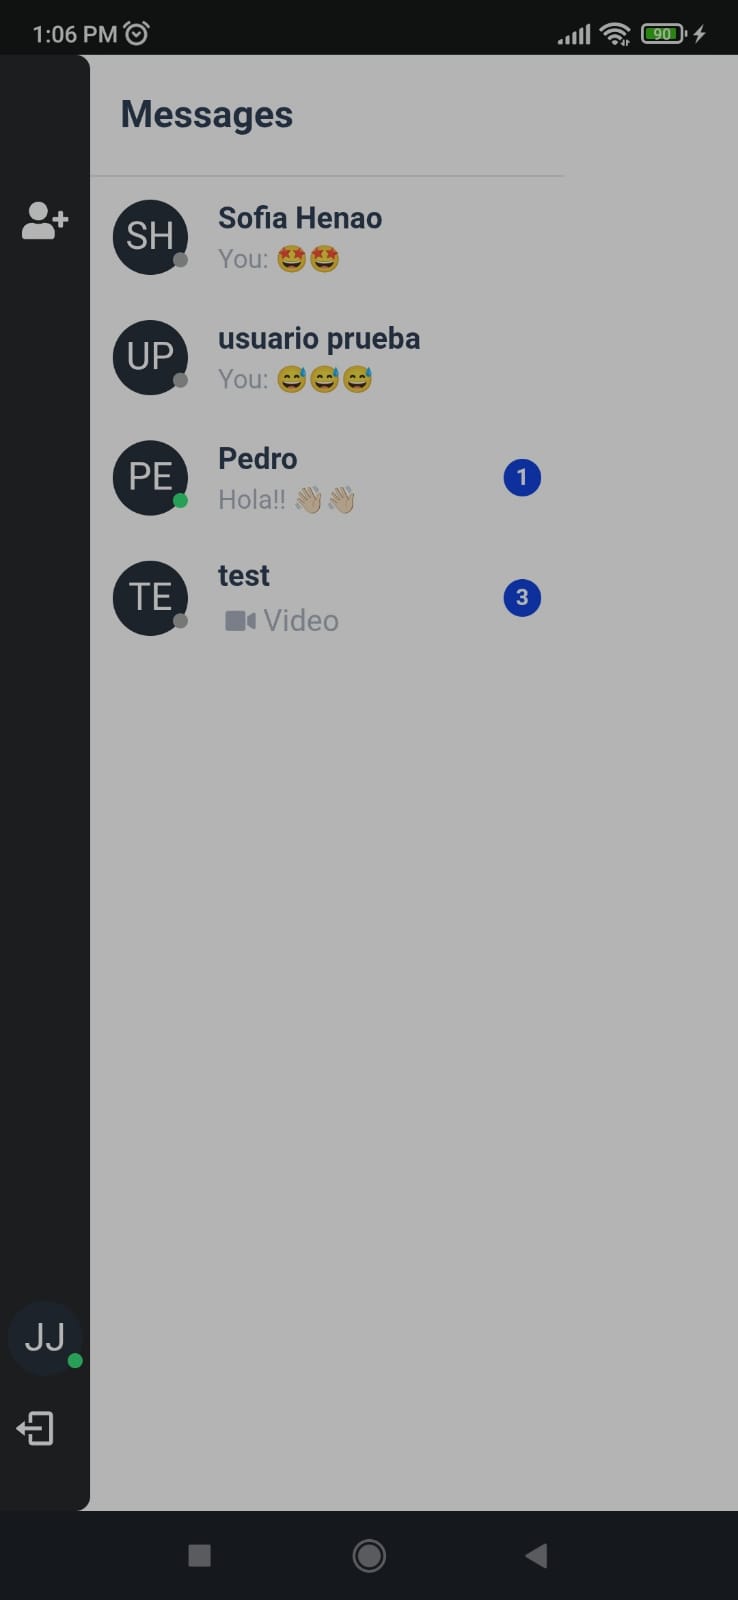 1:06 PM
90
Messages
SH
Sofia Henao
You: 🤩🤩
UP
usuario prueba
You: 😅😅😅
PE
Pedro
Hola!! 👋🏼👋🏼
1
TE
test
Video
3
JJ